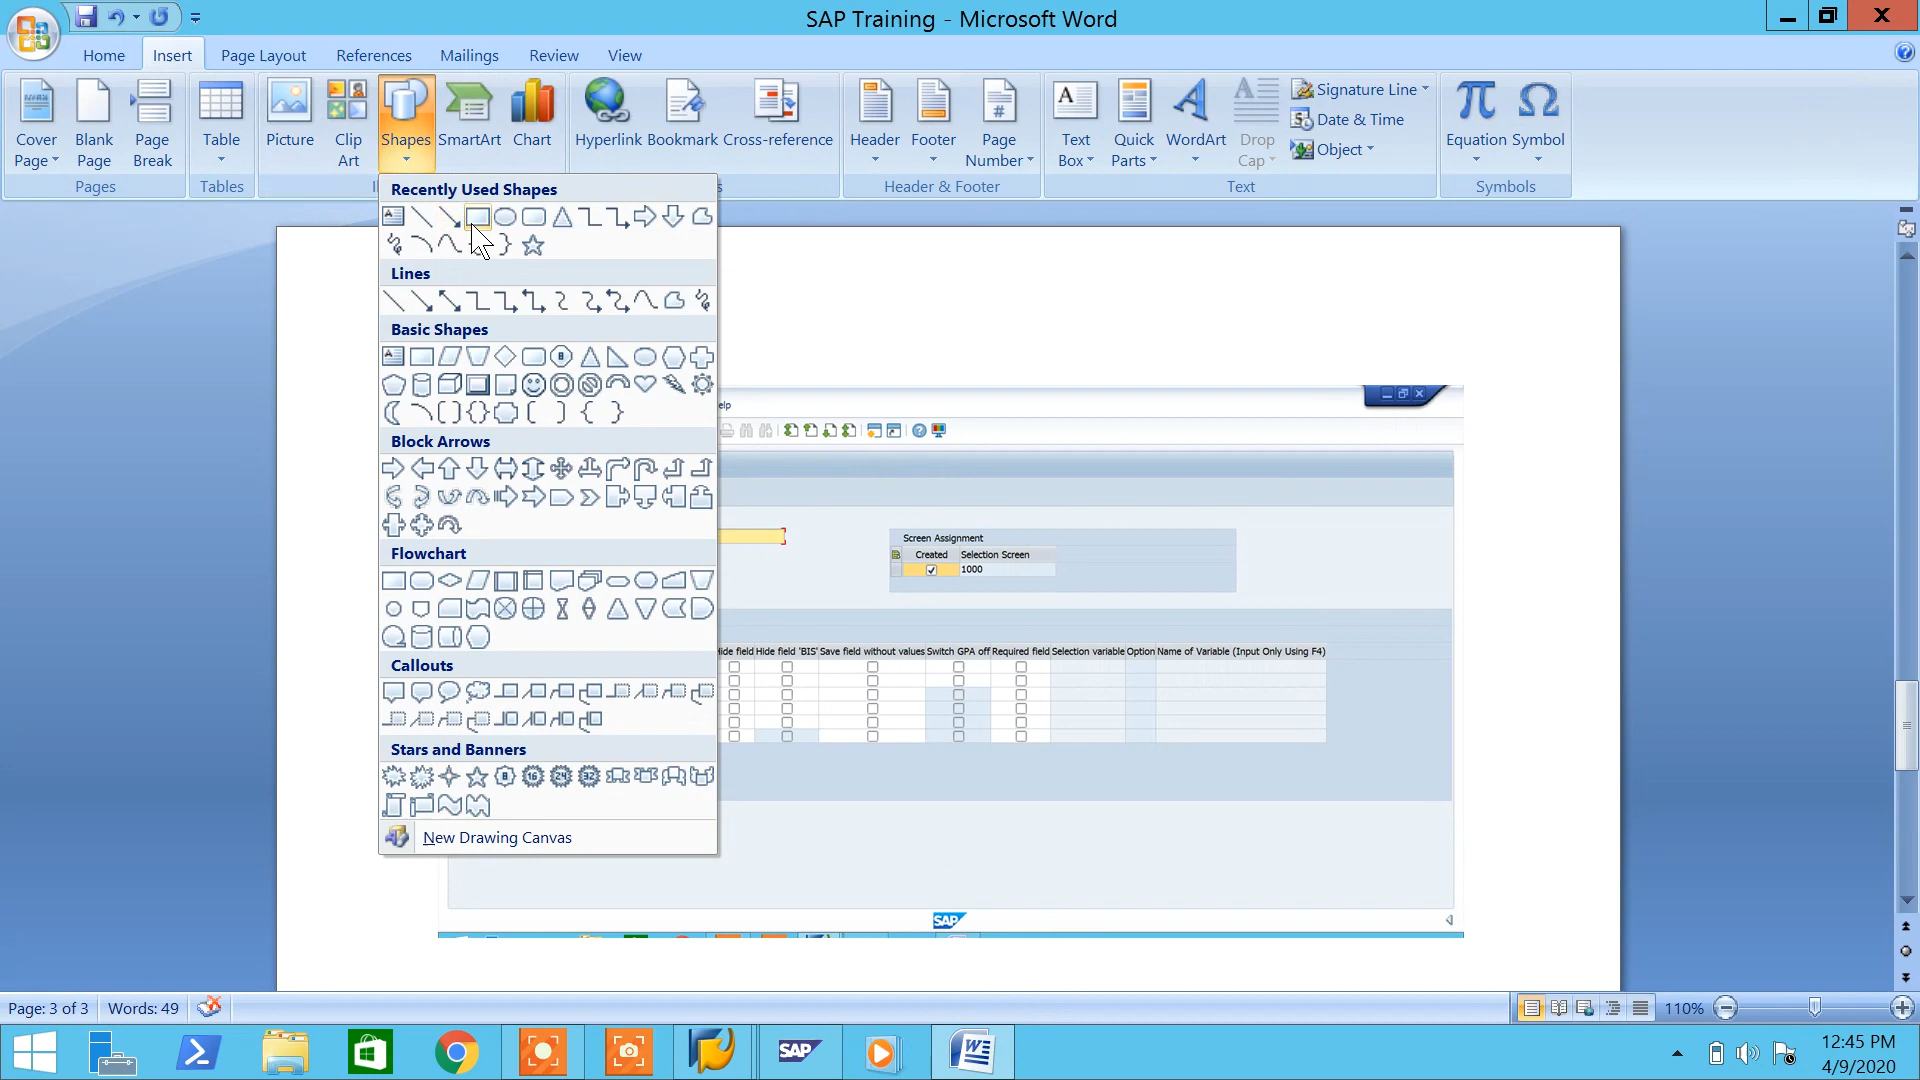 SAP Training - Microsoft Word
Home Insert Page Layout References Mailings Review View
Cover Page
Blank Page
Page Break
Pages
Table
Tables
Picture
Clip Art
Shapes
SmartArt
Chart
Hyperlink
Bookmark
Cross-reference
Header
Footer
Page Number
Header & Footer
Text Box
Quick Parts
WordArt
Drop Cap
Signature Line
Date & Time
Object
Text
Equation
Symbol
Symbols
Recently Used Shapes
Lines
Basic Shapes
Block Arrows
Flowchart
Callouts
Stars and Banners
New Drawing Canvas
elp
Screen Assignment
Created Selection Screen
1000
Hide field Hide field 'BIS' Save field without values Switch GPA off Required field Selection variable Option Name of Variable (Input Only Using F4)
SAP
Page: 3 of 3 Words: 49 110%
SAP
12:45 PM
4/9/2020